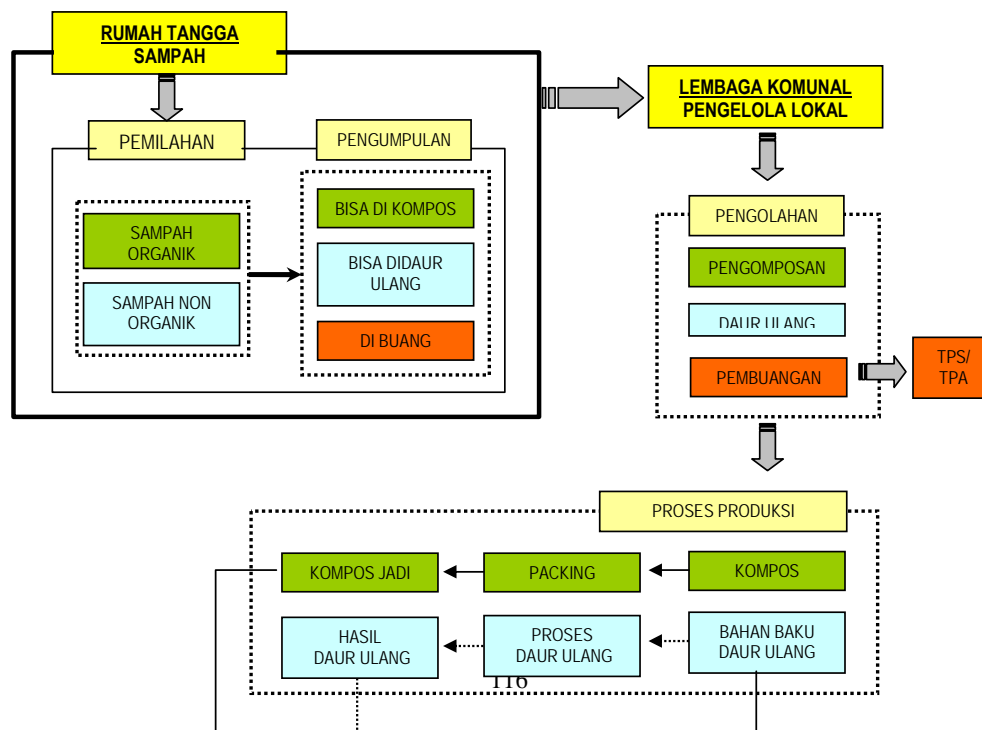 RUMAH TANGGA
SAMPAH
PEMILAHAN
PENGUMPULAN
SAMPAH
ORGANIK
SAMPAH NON
ORGANIK
BISA DI KOMPOS
BISA DIDAUR
ULANG
DI BUANG
LEMBAGA KOMUNAL
PENGELOLA LOKAL
PENGOLAHAN
PENGOMPOSAN
DAUR ULANG
PEMBUANGAN
TPS/
TPA
PROSES PRODUKSI
KOMPOS JADI
PACKING
KOMPOS
HASIL
DAUR ULANG
PROSES
DAUR ULANG
BAHAN BAKU
DAUR ULANG
116